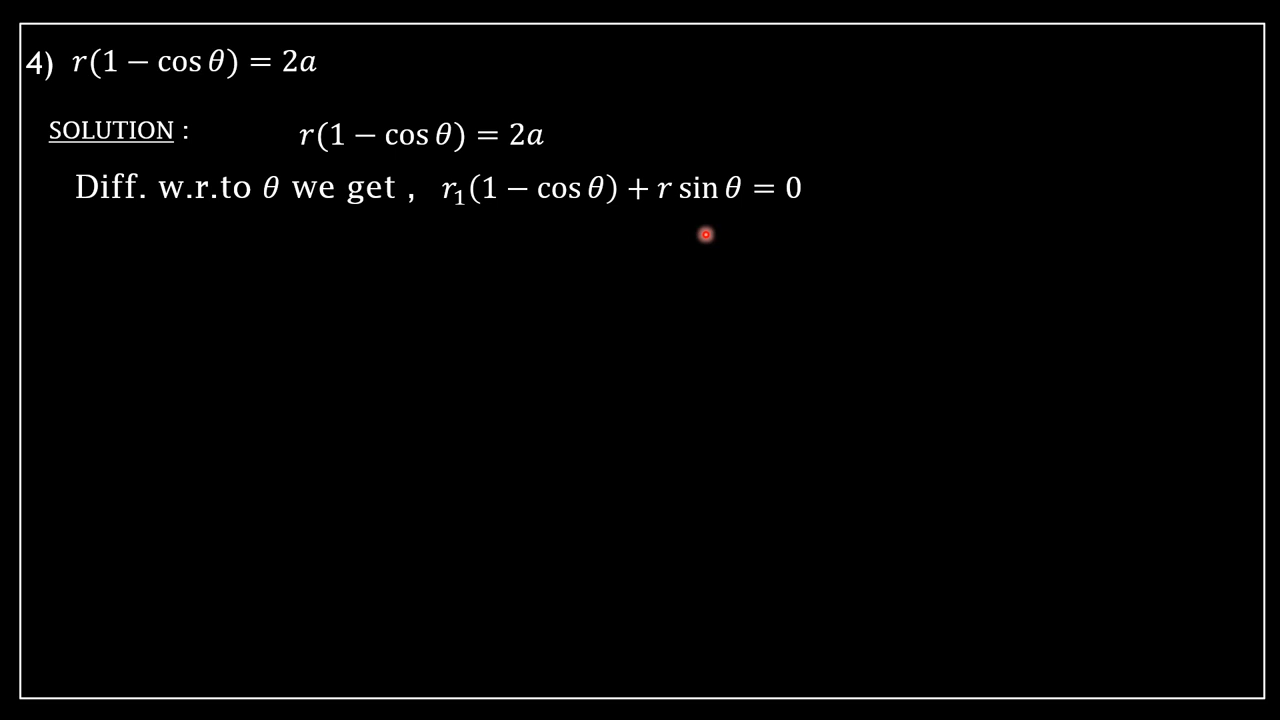 4) r(1 − cos θ) = 2a
SOLUTION : r(1 − cos θ) = 2a
Diff. w.r.to θ we get , r₁(1 − cos θ) + r sin θ = 0